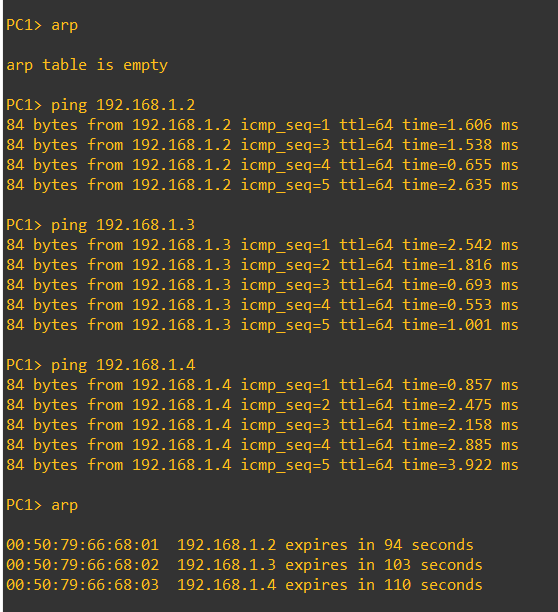 PC1> arp
arp table is empty
PC1> ping 192.168.1.2
84 bytes from 192.168.1.2 icmp_seq=1 ttl=64 time=1.606 ms
84 bytes from 192.168.1.2 icmp_seq=3 ttl=64 time=1.538 ms
84 bytes from 192.168.1.2 icmp_seq=4 ttl=64 time=0.655 ms
84 bytes from 192.168.1.2 icmp_seq=5 ttl=64 time=2.635 ms
PC1> ping 192.168.1.3
84 bytes from 192.168.1.3 icmp_seq=1 ttl=64 time=2.542 ms
84 bytes from 192.168.1.3 icmp_seq=2 ttl=64 time=1.816 ms
84 bytes from 192.168.1.3 icmp_seq=3 ttl=64 time=0.693 ms
84 bytes from 192.168.1.3 icmp_seq=4 ttl=64 time=0.553 ms
84 bytes from 192.168.1.3 icmp_seq=5 ttl=64 time=1.001 ms
PC1> ping 192.168.1.4
84 bytes from 192.168.1.4 icmp_seq=1 ttl=64 time=0.857 ms
84 bytes from 192.168.1.4 icmp_seq=2 ttl=64 time=2.475 ms
84 bytes from 192.168.1.4 icmp_seq=3 ttl=64 time=2.158 ms
84 bytes from 192.168.1.4 icmp_seq=4 ttl=64 time=2.885 ms
84 bytes from 192.168.1.4 icmp_seq=5 ttl=64 time=3.922 ms
PC1> arp
00:50:79:66:68:01  192.168.1.2 expires in 94 seconds
00:50:79:66:68:02  192.168.1.3 expires in 103 seconds
00:50:79:66:68:03  192.168.1.4 expires in 110 seconds